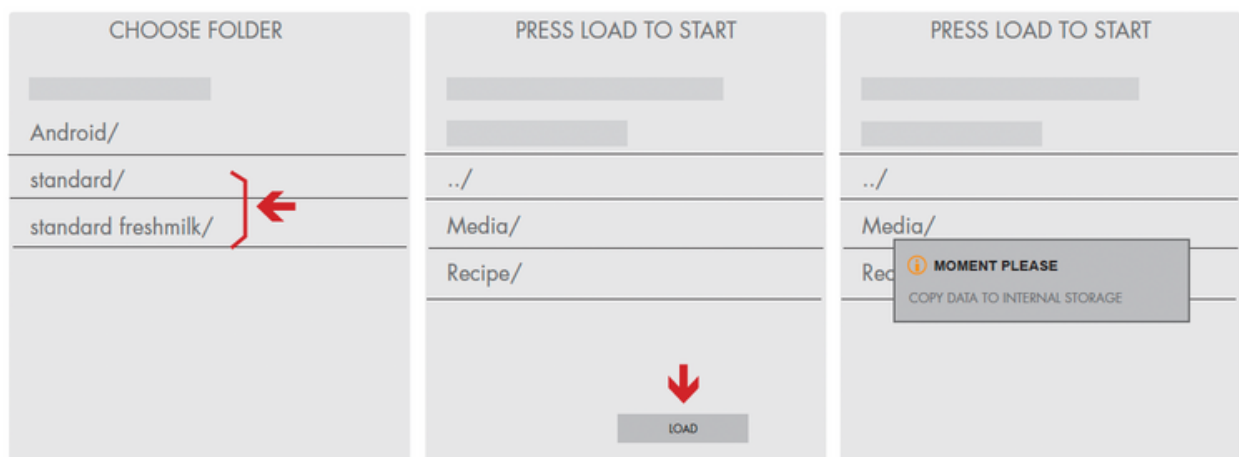 CHOOSE FOLDER
Android/
standard/
standard freshmilk/
PRESS LOAD TO START
../
Media/
Recipe/
LOAD
PRESS LOAD TO START
../
Media/
Rec
MOMENT PLEASE
COPY DATA TO INTERNAL STORAGE